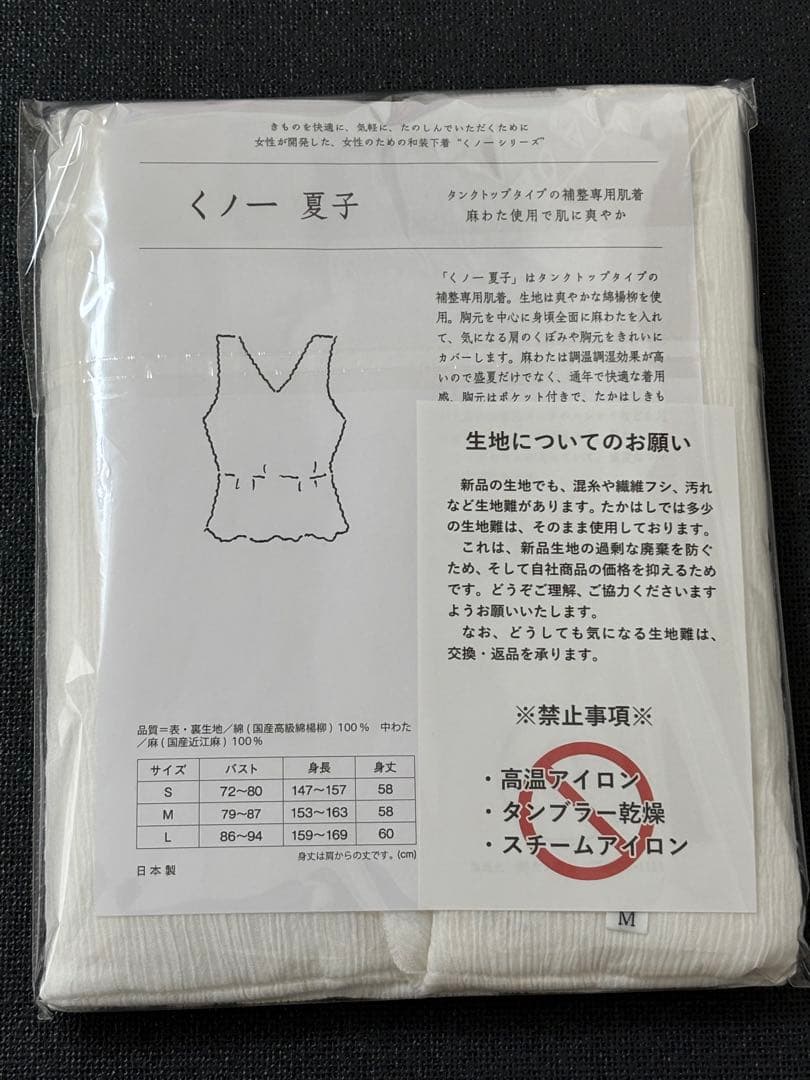 きものを快適に、気軽に、たのしんでいただくために
女性が開発した、女性のための和装下着“くノ一シリーズ”
くノ一 夏子
タンクトップタイプの補整専用肌着
麻わた使用で肌に爽やか
「くノ一 夏子」はタンクトップタイプの
補整専用肌着。生地は爽やかな綿楊柳を使
用。胸元を中心に身頃全面に麻わたを入れ
て、気になる肩のくぼみや胸元をきれいに
カバーします。麻わたは調温調湿効果が高
いので盛夏だけでなく、通年で快適な着用
感。胸元はポケット付きで、たかはしきも
生地についてのお願い
新品の生地でも、混糸や繊維フシ、汚れ
など生地難があります。たかはしでは多少
の生地難は、そのまま使用しております。
これは、新品生地の過剰な廃棄を防ぐ
ため、そして自社商品の価格を抑えるため
です。どうぞご理解、ご協力くださいます
ようお願いいたします。
なお、どうしても気になる生地難は、
交換・返品を承ります。
※禁止事項※
・高温アイロン
・タンブラー乾燥
・スチームアイロン
品質＝表・裏生地／綿(国産高級綿楊柳)100% 中わた
／麻(国産近江麻)100%
サイズ バスト 身長 身丈
S 72〜80 147〜157 58
M 79〜87 153〜163 58
L 86〜94 159〜169 60
身丈は肩からの丈です。(cm)
日本製
M